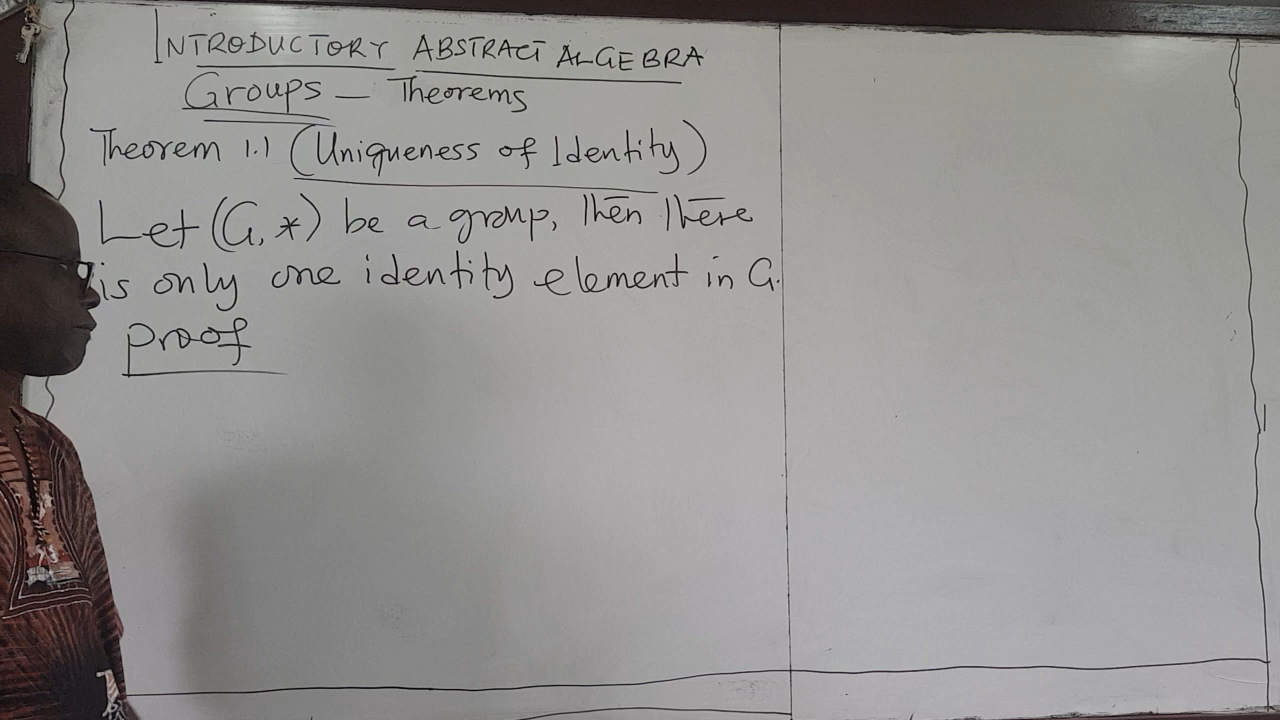 INTRODUCTORY ABSTRACT ALGEBRA
Groups - Theorems
Theorem 1.1 (Uniqueness of Identity)
Let (G, *) be a group, Then There
is only one identity element in G.
Proof